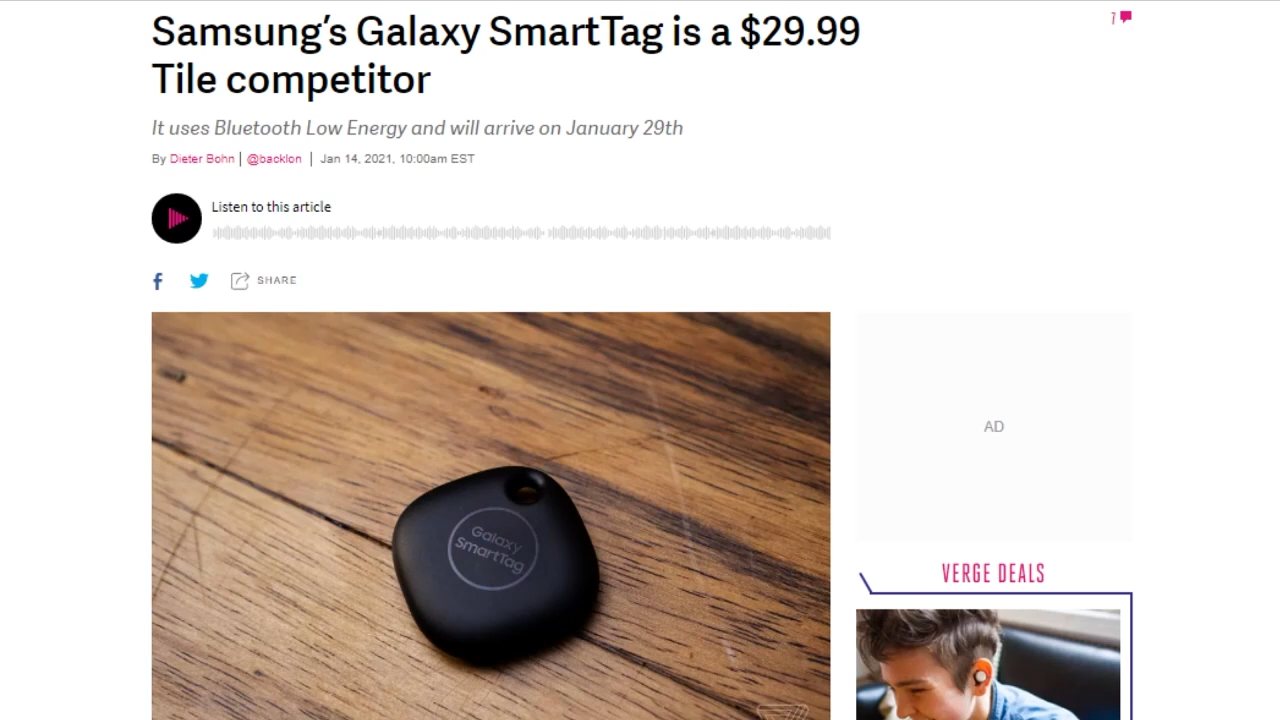 Samsung’s Galaxy SmartTag is a $29.99
Tile competitor
7
It uses Bluetooth Low Energy and will arrive on January 29th
By Dieter Bohn | @backlon | Jan 14, 2021, 10:00am EST
Listen to this article
SHARE
Galaxy
SmartTag
AD
VERGE DEALS